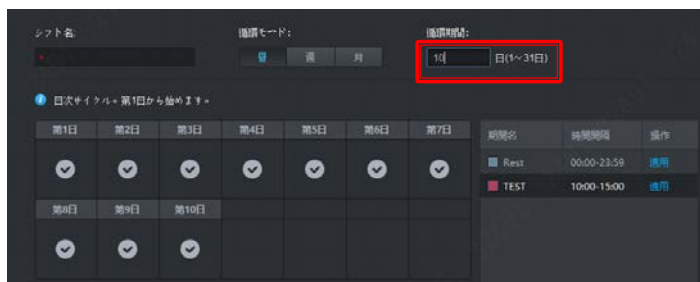 シフト名:
循環モード:
循環期間:
*
昼
週
月
10
日(1～31日)
日次サイクル。第1日から始めます。
第1日 第2日 第3日 第4日 第5日 第6日 第7日
第8日 第9日 第10日
期間名 時間間隔 操作
Rest 00:00-23:59 適用
TEST 10:00-15:00 適用